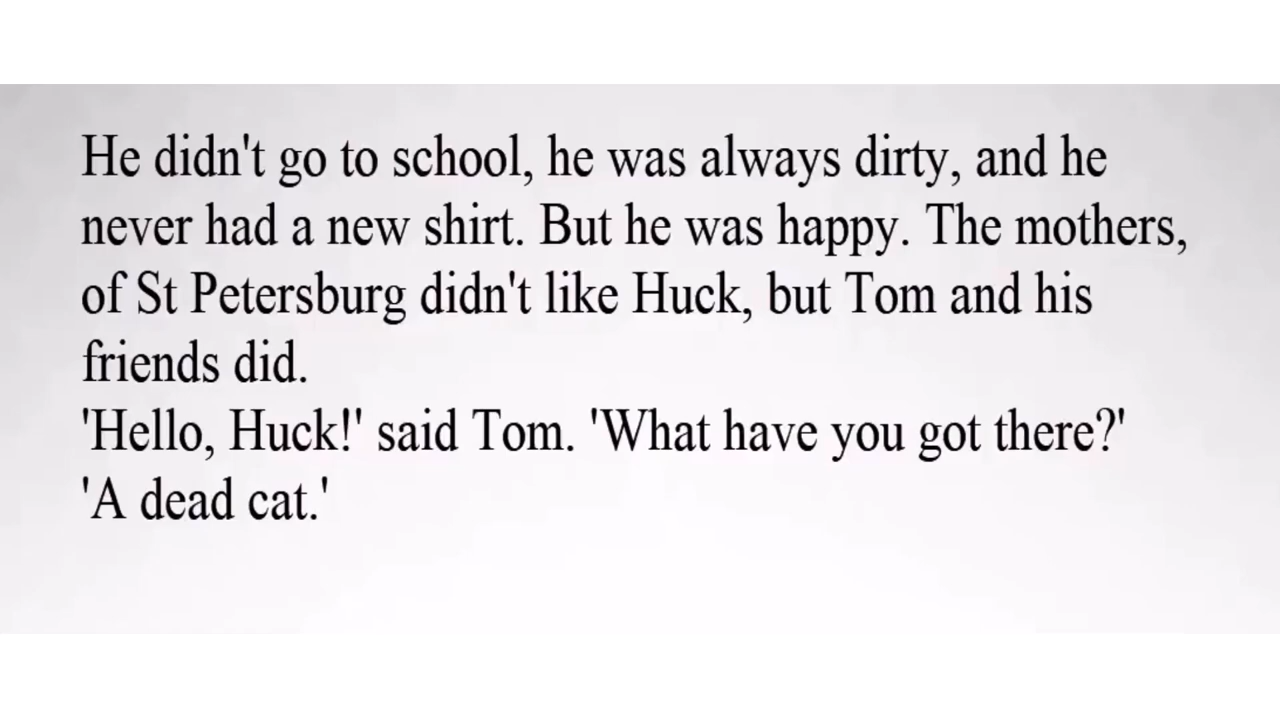 He didn't go to school, he was always dirty, and he
never had a new shirt. But he was happy. The mothers,
of St Petersburg didn't like Huck, but Tom and his
friends did.
'Hello, Huck!' said Tom. 'What have you got there?'
'A dead cat.'